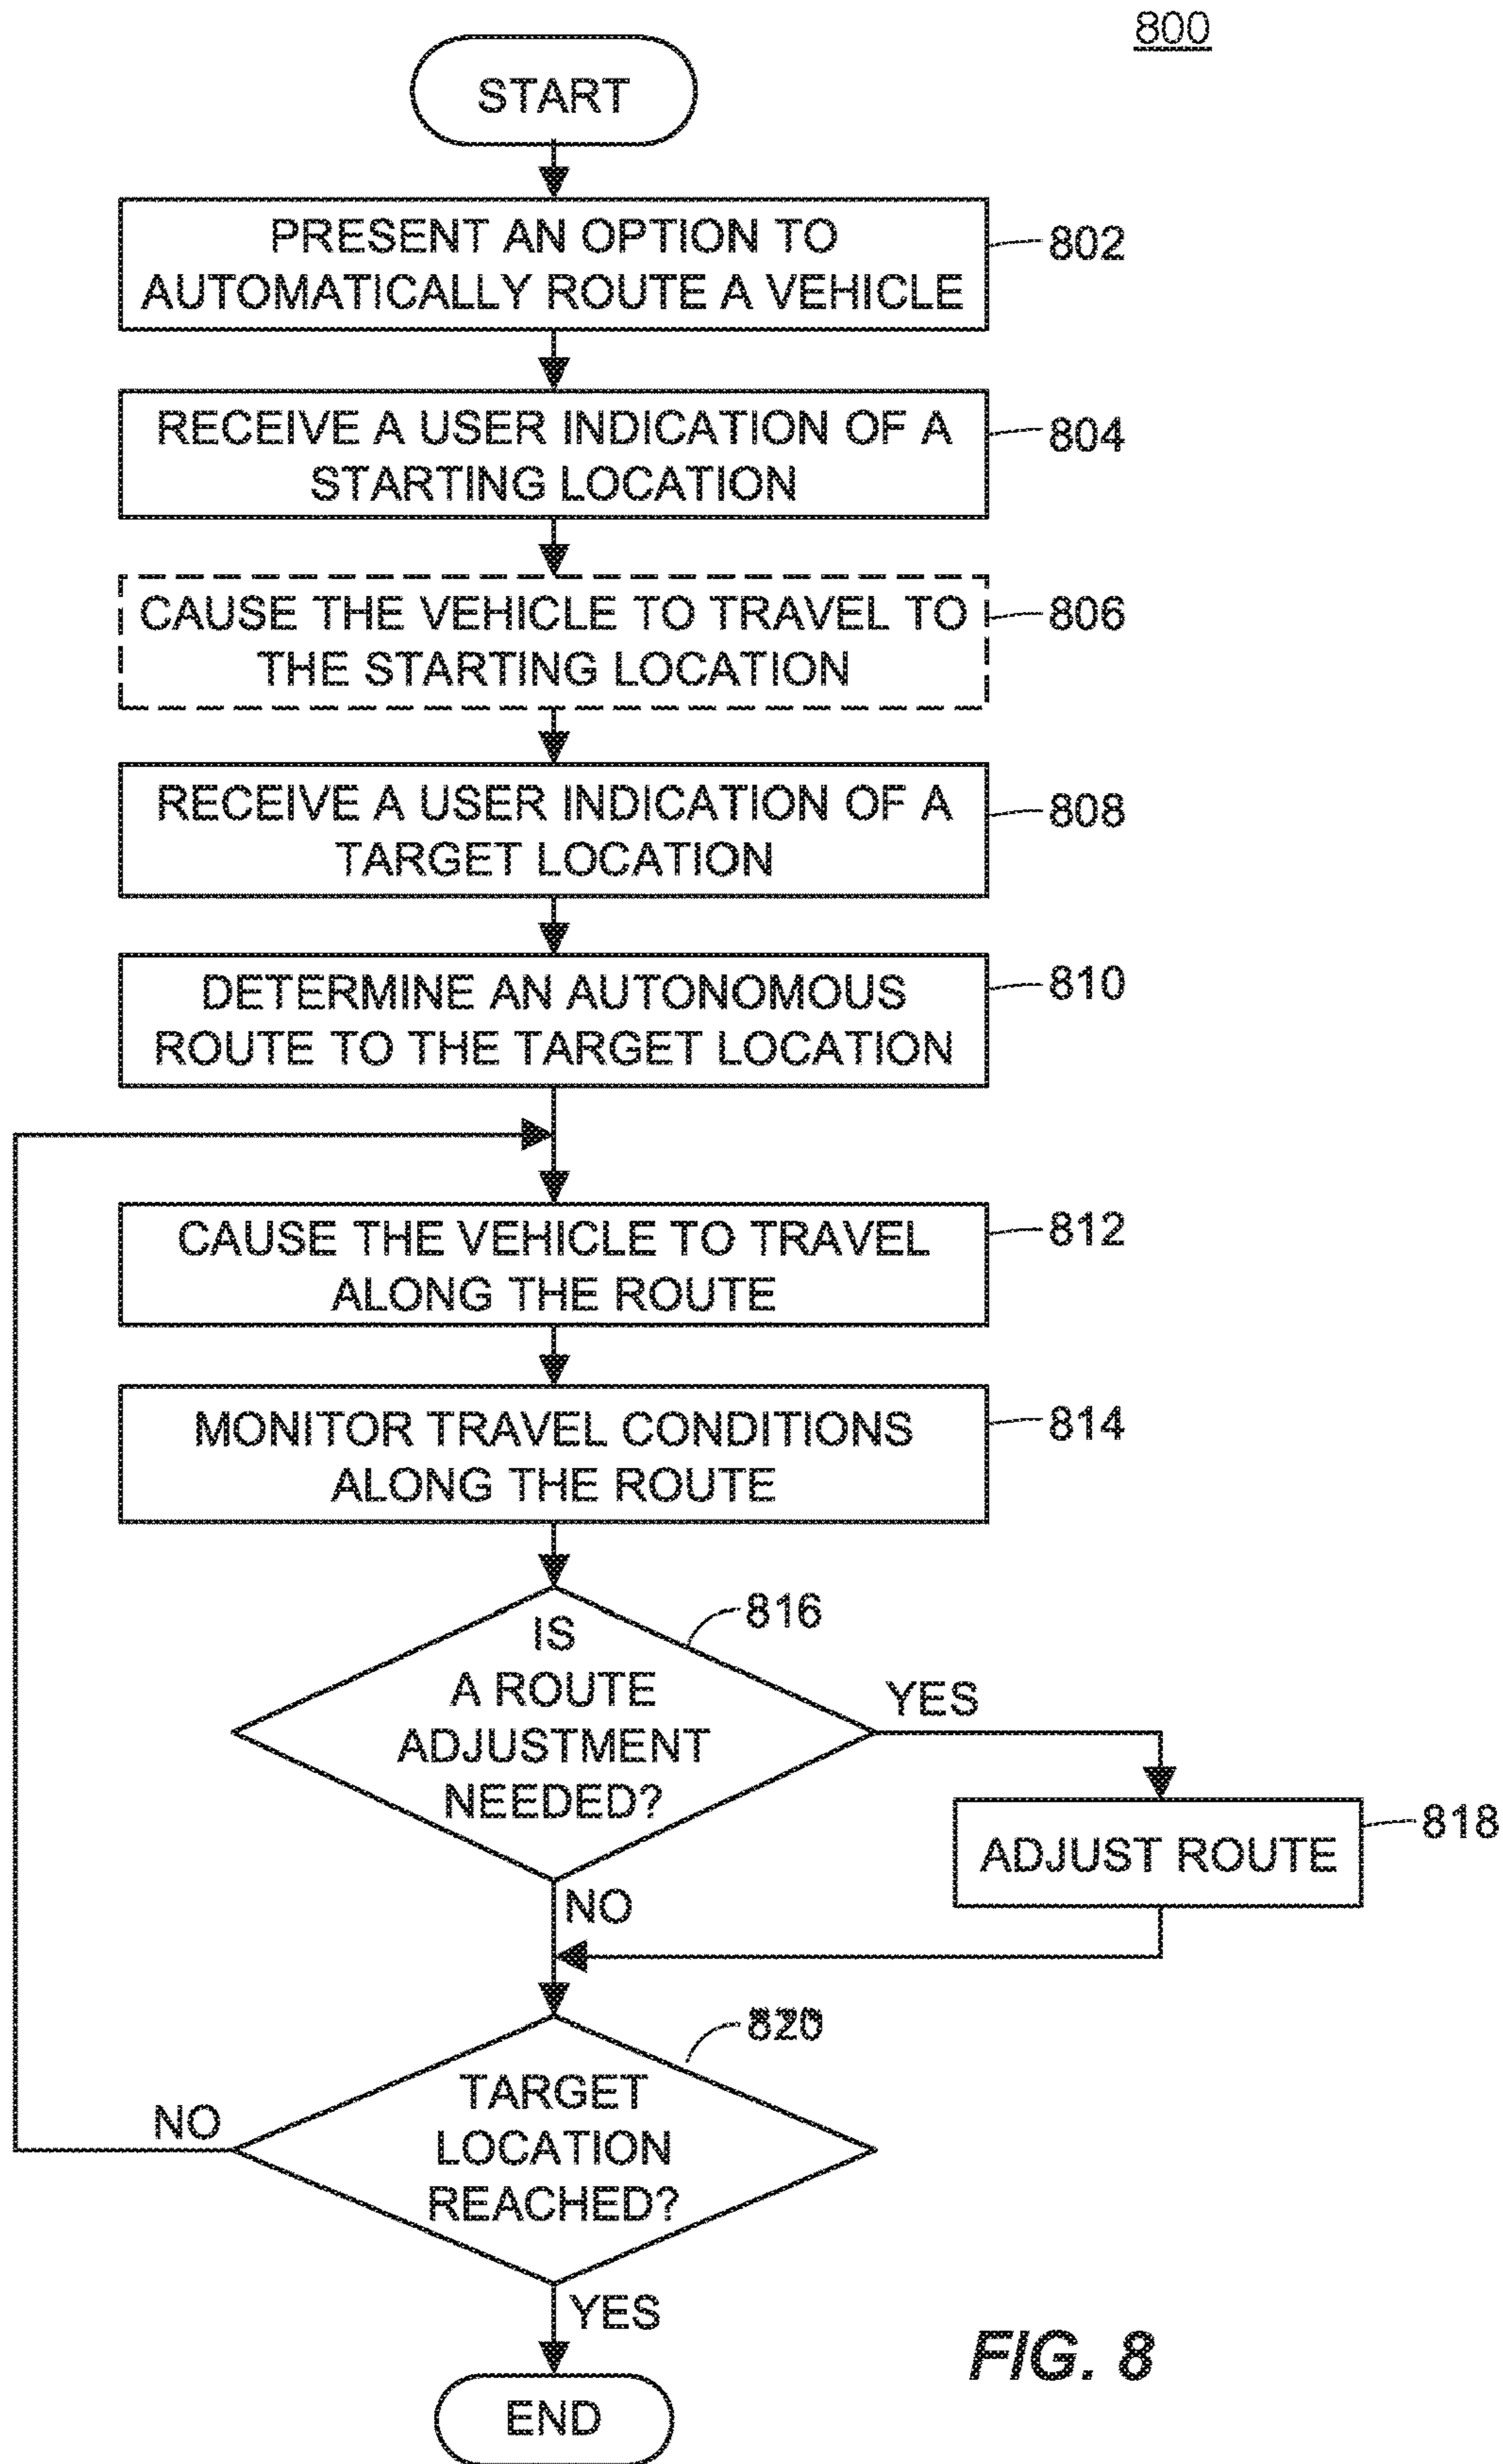 800
START
PRESENT AN OPTION TO
AUTOMATICALLY ROUTE A VEHICLE
802
RECEIVE A USER INDICATION OF A
STARTING LOCATION
804
CAUSE THE VEHICLE TO TRAVEL TO
THE STARTING LOCATION
806
RECEIVE A USER INDICATION OF A
TARGET LOCATION
808
DETERMINE AN AUTONOMOUS
ROUTE TO THE TARGET LOCATION
810
CAUSE THE VEHICLE TO TRAVEL
ALONG THE ROUTE
812
MONITOR TRAVEL CONDITIONS
ALONG THE ROUTE
814
IS
A ROUTE
ADJUSTMENT
NEEDED?
816
YES
ADJUST ROUTE
818
NO
TARGET
LOCATION
REACHED?
820
NO
YES
END
FIG. 8